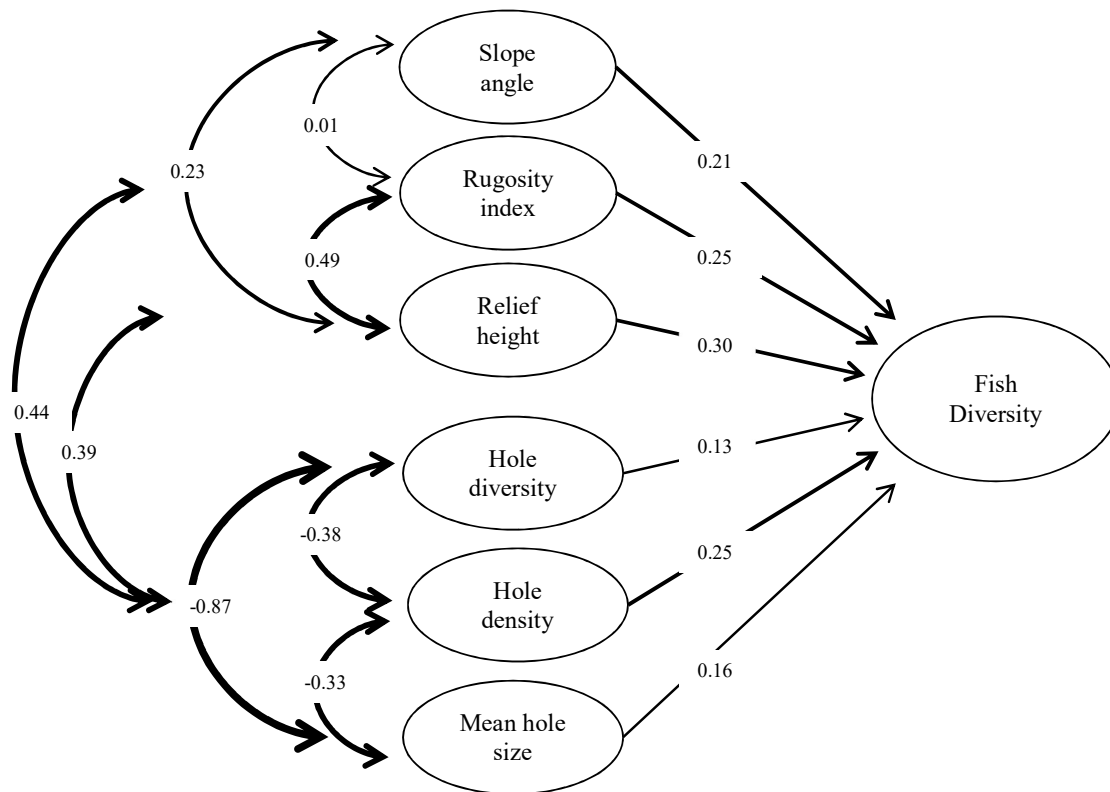 Slope
angle
0.01
0.21
0.23
Rugosity
index
0.25
0.49
Relief
height
0.30
Fish
Diversity
0.44
0.39
Hole
diversity
0.13
-0.38
0.25
Hole
density
-0.87
-0.33
0.16
Mean hole
size